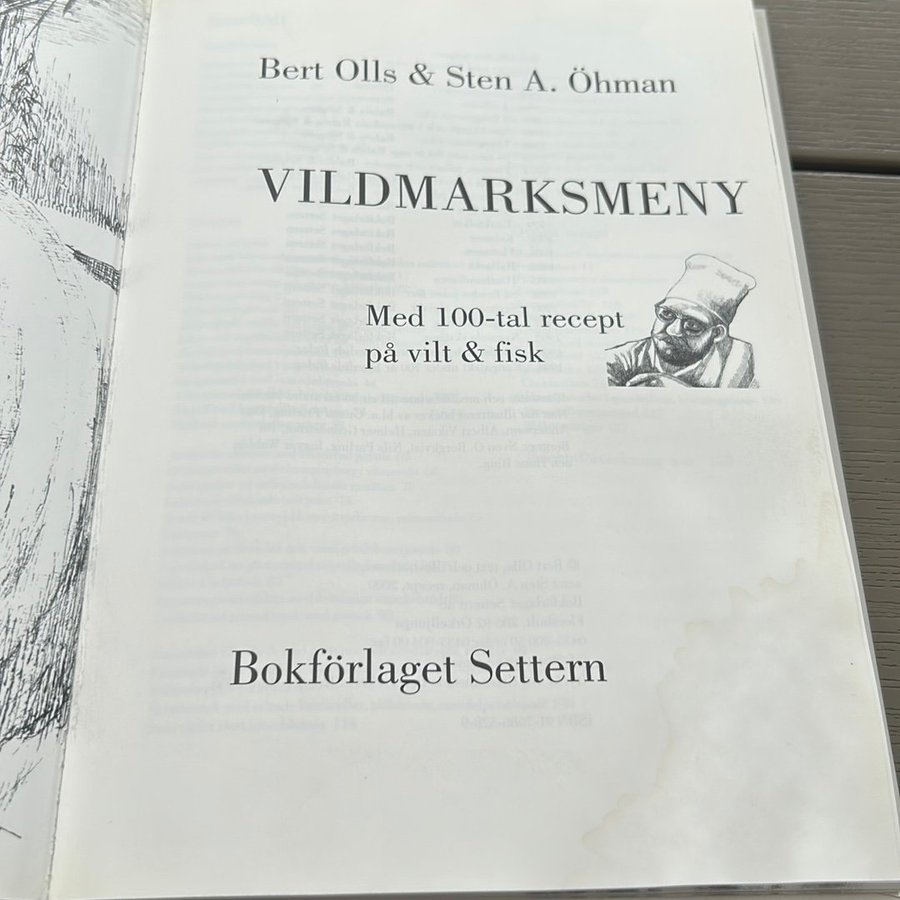 Bert Olls & Sten A. Öhman
VILDMARKSMENY
Med 100-tal recept
på vilt & fisk
Bokförlaget Settern